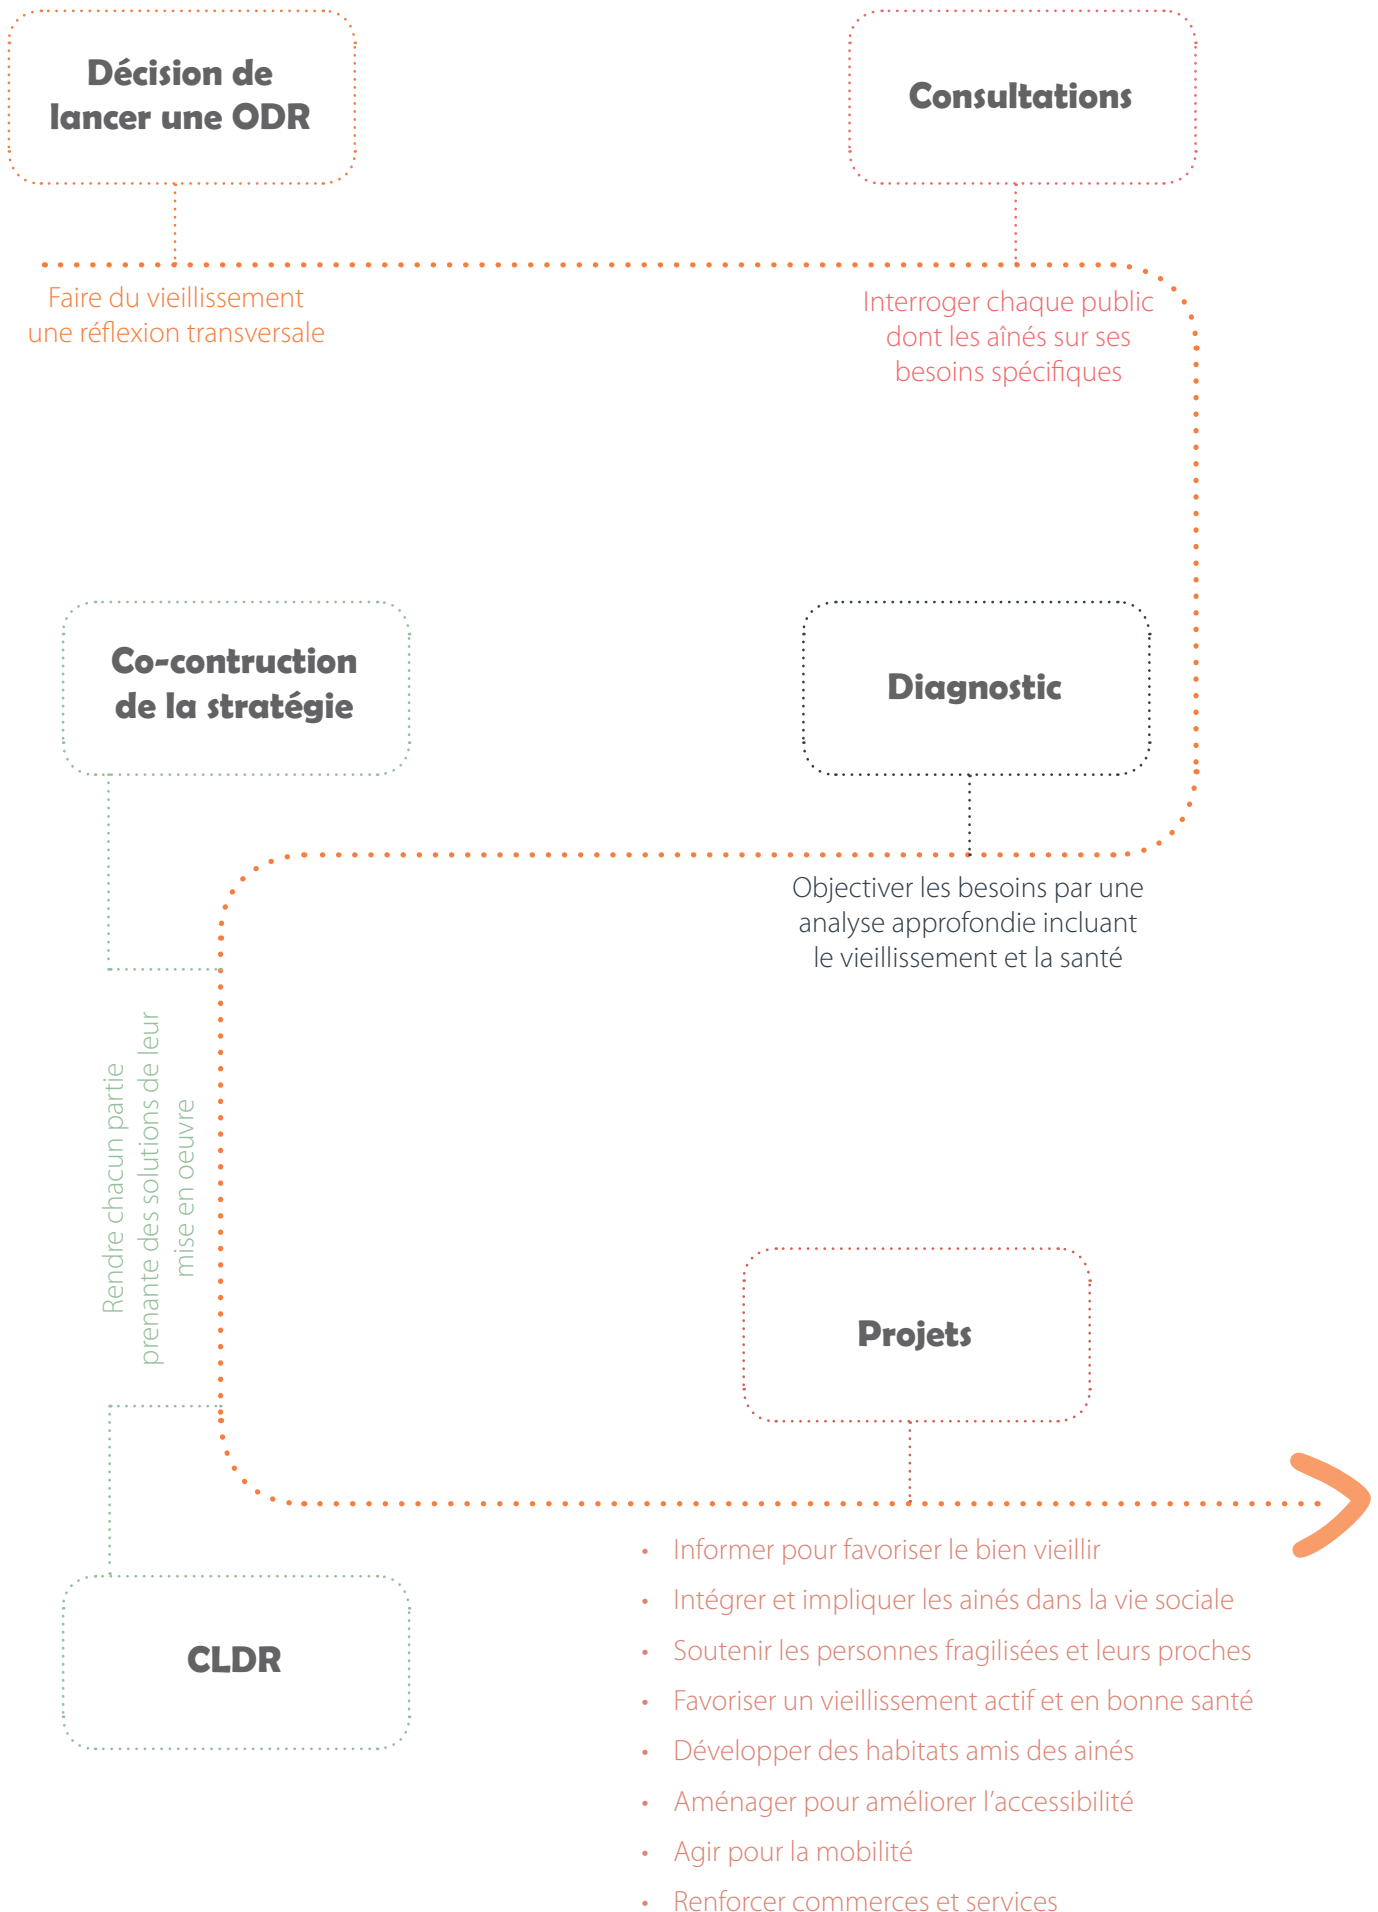 Décision de
lancer une ODR
Faire du vieillissement
une réflexion transversale
Consultations
Interroger chaque public
dont les aînés sur ses
besoins spécifiques
Diagnostic
Objectiver les besoins par une
analyse approfondie incluant
le vieillissement et la santé
Co-contruction
de la stratégie
Rendre chacun partie
prenante des solutions de leur
mise en oeuvre
CLDR
Projets
• Informer pour favoriser le bien vieillir
• Intégrer et impliquer les ainés dans la vie sociale
• Soutenir les personnes fragilisées et leurs proches
• Favoriser un vieillissement actif et en bonne santé
• Développer des habitats amis des ainés
• Aménager pour améliorer l’accessibilité
• Agir pour la mobilité
• Renforcer commerces et services